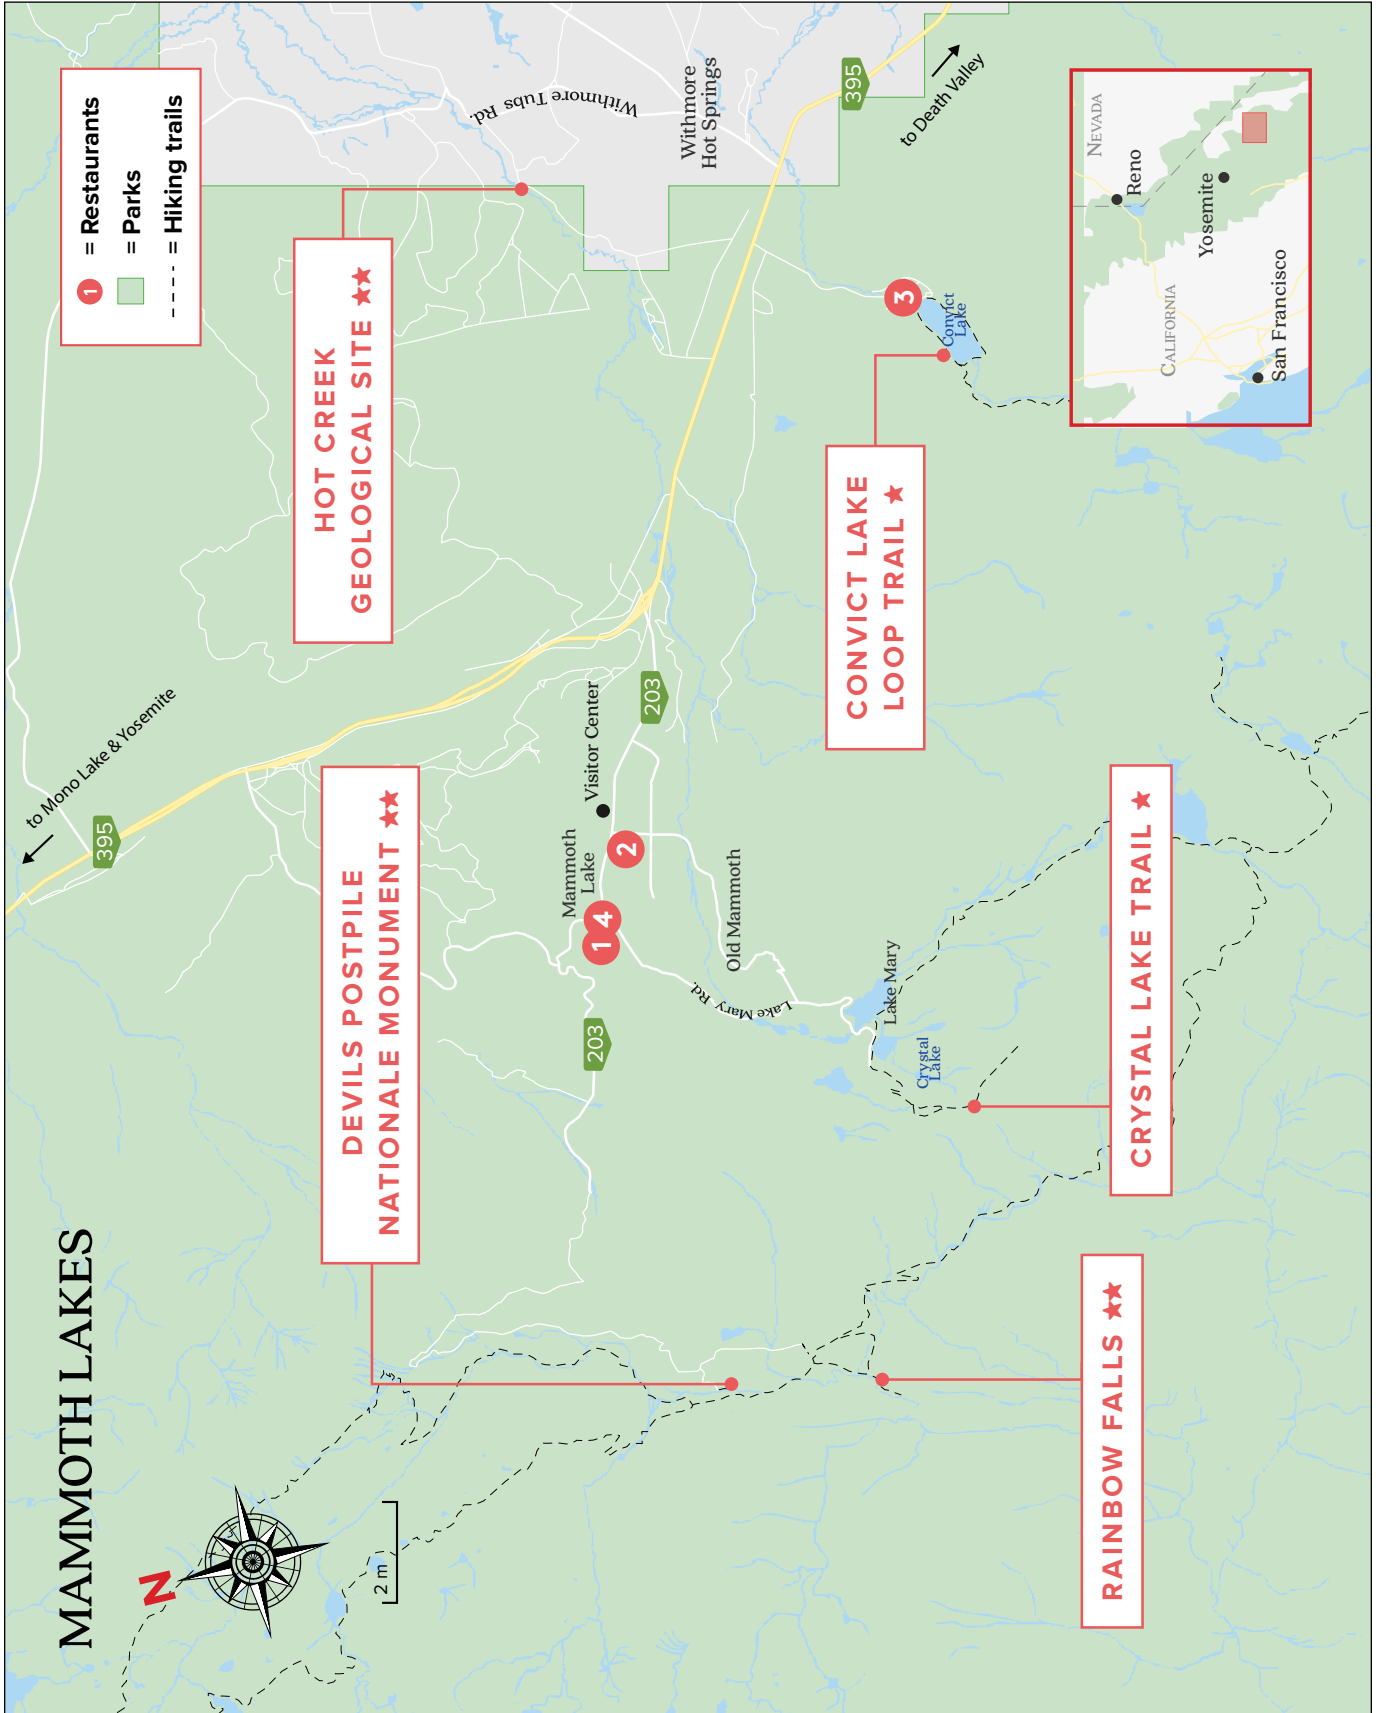 MAMMOTH LAKES
N
2 m
to Mono Lake & Yosemite
395
1 = Restaurants
= Parks
= Hiking trails
DEVILS POSTPILE
NATIONALE MONUMENT ★★
HOT CREEK
GEOLOGICAL SITE ★★
Withmore Tubs Rd.
Withmore
Hot Springs
395
to Death Valley
203
Mammoth
Lake
Visitor Center
203
1
4
2
3
Old Mammoth
Lake Mary Rd.
Lake Mary
Crystal
Lake
Convict
Lake
CONVICT LAKE
LOOP TRAIL ★
RAINBOW FALLS ★★
CRYSTAL LAKE TRAIL ★
NEVADA
Reno
CALIFORNIA
Yosemite
San Francisco